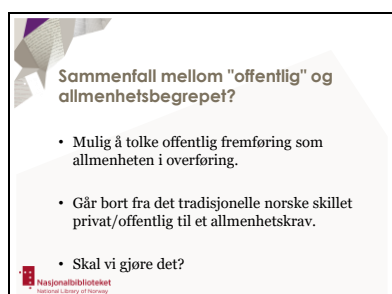 Sammenfall mellom "offentlig" og
allmenhetsbegrepet?
• Mulig å tolke offentlig fremføring som
allmenheten i overføring.
• Går bort fra det tradisjonelle norske skillet
privat/offentlig til et allmenhetskrav.
• Skal vi gjøre det?
Nasjonalbiblioteket
National Library of Norway